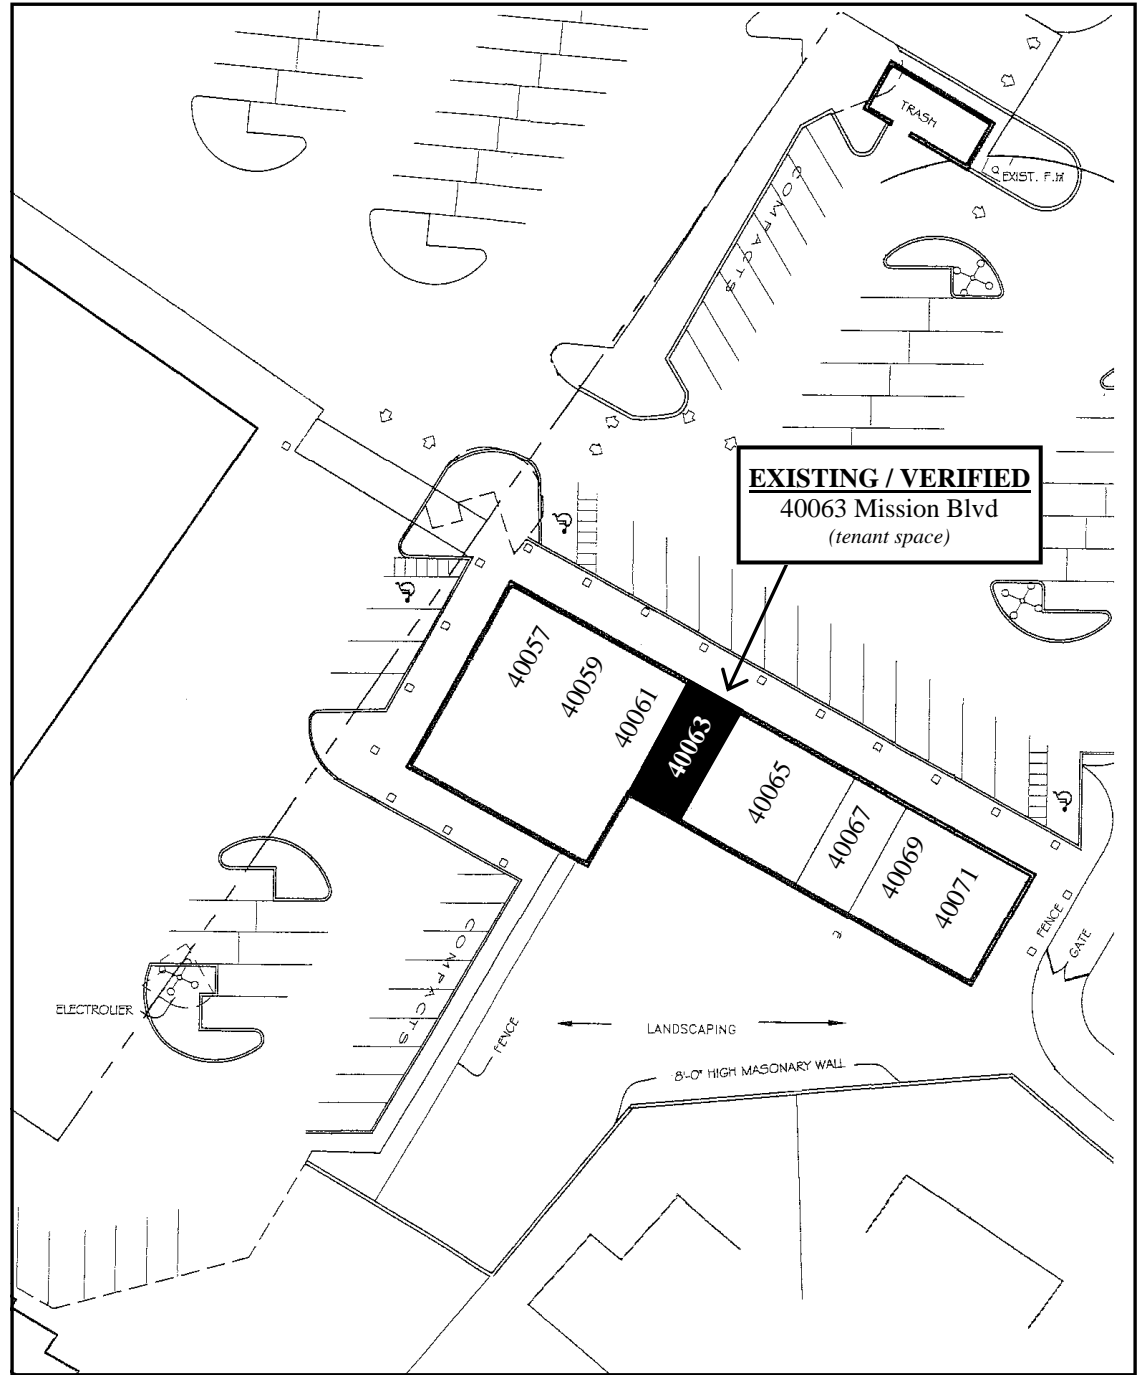 TRASH
EXIST. F.H
COMPACTS
EXISTING / VERIFIED
40063 Mission Blvd
(tenant space)
40057
40059
40061
40063
40065
40067
40069
40071
FENCE
GATE
COMPACTS
ELECTROLIER
FENCE
LANDSCAPING
8'-0" HIGH MASONARY WALL